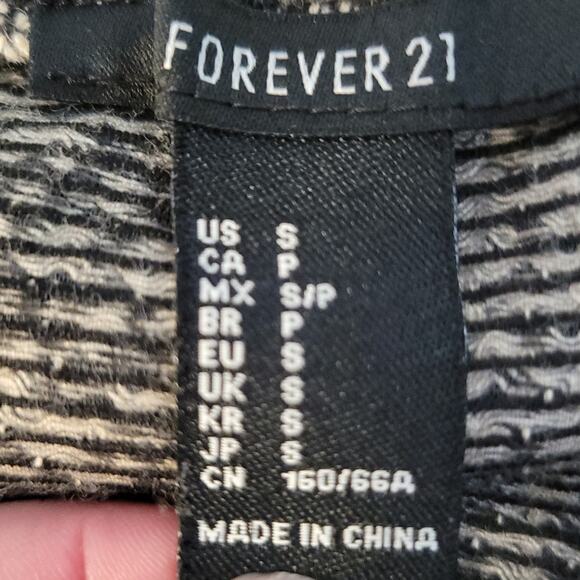 FOREVER 21
US S
CA P
MX S/P
BR P
EU S
UK S
KR S
JP S
CN 160/66A
MADE IN CHINA